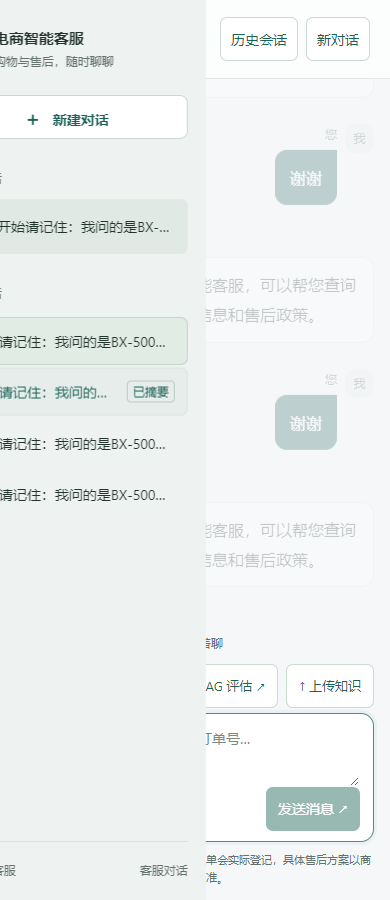 电商智能客服
购物与售后，随时聊聊
+ 新建对话
开始请记住：我问的是BX-...
请记住：我问的是BX-500...
请记住：我问的... 已摘要
请记住：我问的是BX-500...
请记住：我问的是BX-500...
客服 客服对话
历史会话 新对话
您 我
谢谢
能客服，可以帮您查询
信息和售后政策。
您 我
谢谢
能客服，可以帮您查询
信息和售后政策。
AG 评估 ↗ ↑ 上传知识
订单号...
发送消息 ↗
单会实际登记，具体售后方案以商
准。